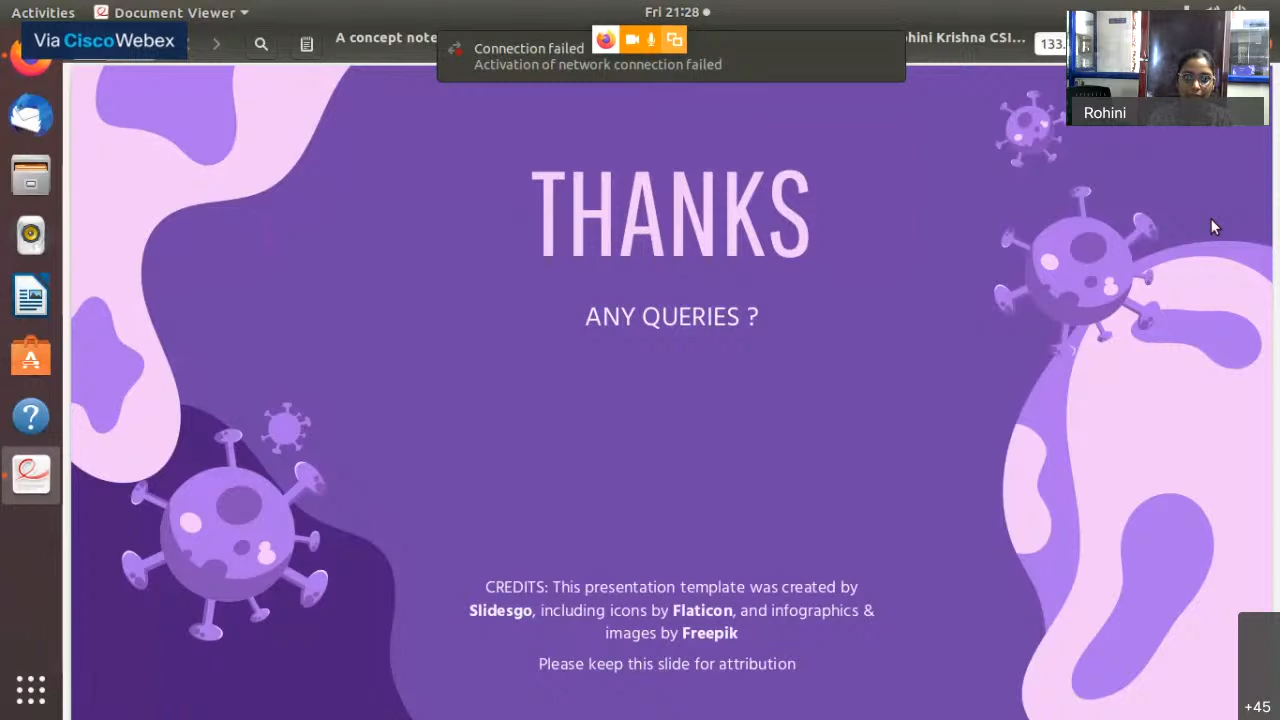 Activities
Document Viewer
Fri 21:28
Via CiscoWebex
A concept note
Connection failed
Activation of network connection failed
hini Krishna CSI...
133.
Rohini
THANKS
ANY QUERIES ?
CREDITS: This presentation template was created by
Slidesgo, including icons by Flaticon, and infographics &
images by Freepik
Please keep this slide for attribution
+45